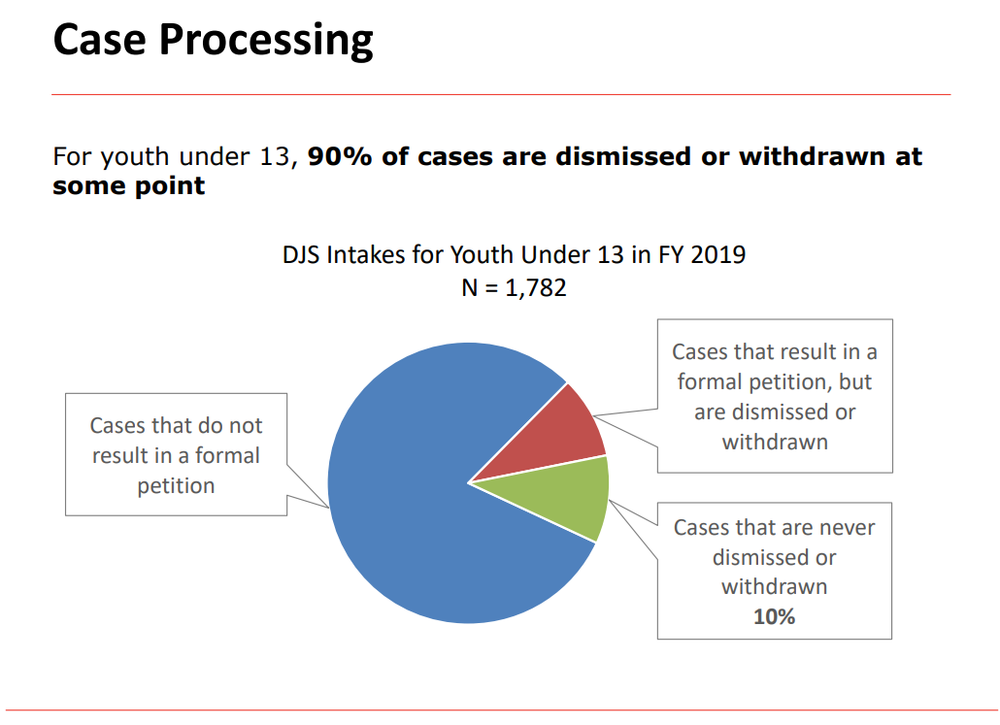 Case Processing
For youth under 13, 90% of cases are dismissed or withdrawn at
some point
DJS Intakes for Youth Under 13 in FY 2019
N = 1,782
Cases that result in a
formal petition, but
are dismissed or
withdrawn
Cases that do not
result in a formal
petition
Cases that are never
dismissed or
withdrawn
10%